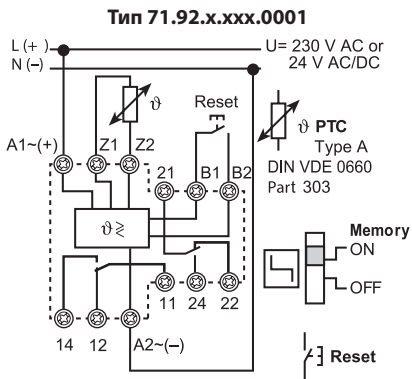 Тип 71.92.x.xxx.0001
L (+)
U= 230 V AC or
N (–)
24 V AC/DC
ϑ
Reset
ϑ PTC
Type A
DIN VDE 0660
Part 303
A1~(+) Z1 Z2
21 B1 B2
ϑ ≷
Memory
ON
OFF
11 24 22
14 12 A2~(–)
Reset